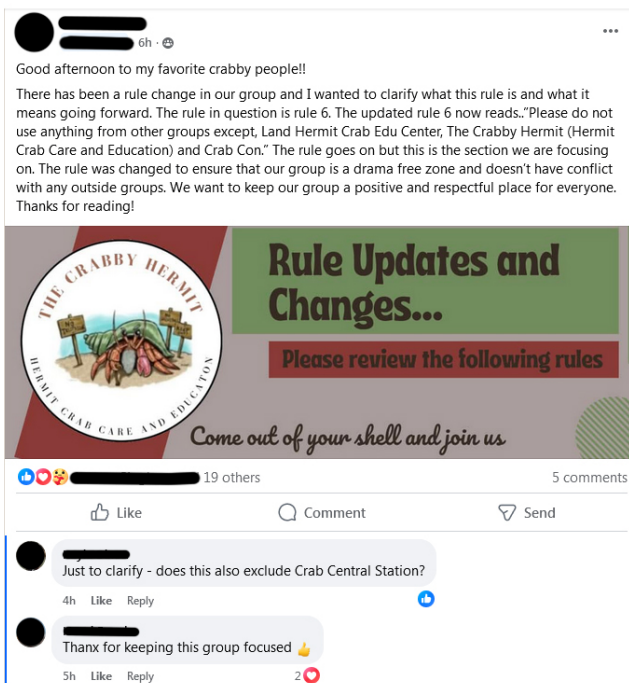 6h
Good afternoon to my favorite crabby people!!
There has been a rule change in our group and I wanted to clarify what this rule is and what it
means going forward. The rule in question is rule 6. The updated rule 6 now reads.."Please do not
use anything from other groups except, Land Hermit Crab Edu Center, The Crabby Hermit (Hermit
Crab Care and Education) and Crab Con." The rule goes on but this is the section we are focusing
on. The rule was changed to ensure that our group is a drama free zone and doesn't have conflict
with any outside groups. We want to keep our group a positive and respectful place for everyone.
Thanks for reading!
THE CRABBY HERMIT
HERMIT CRAB CARE AND EDUCATON
Rule Updates and
Changes...
Please review the following rules
Come out of your shell and join us
19 others
5 comments
Like
Comment
Send
Just to clarify - does this also exclude Crab Central Station?
4h Like Reply
Thanx for keeping this group focused 👍
5h Like Reply
2